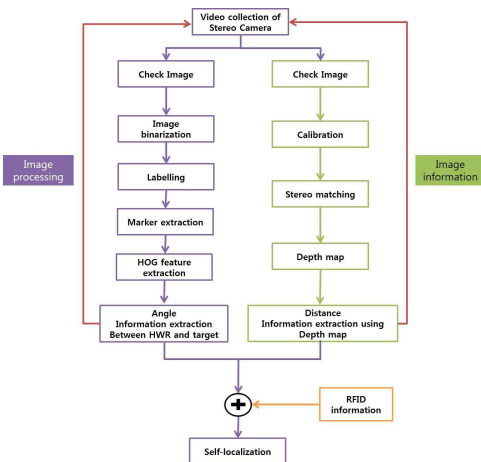 Video collection of
Stereo Camera
Check Image
Check Image
Image
binarization
Calibration
Image
processing
Image
information
Labelling
Stereo matching
Marker extraction
HOG feature
extraction
Depth map
Angle
Information extraction
Between HWR and target
Distance
Information extraction using
Depth map
RFID
information
Self-localization